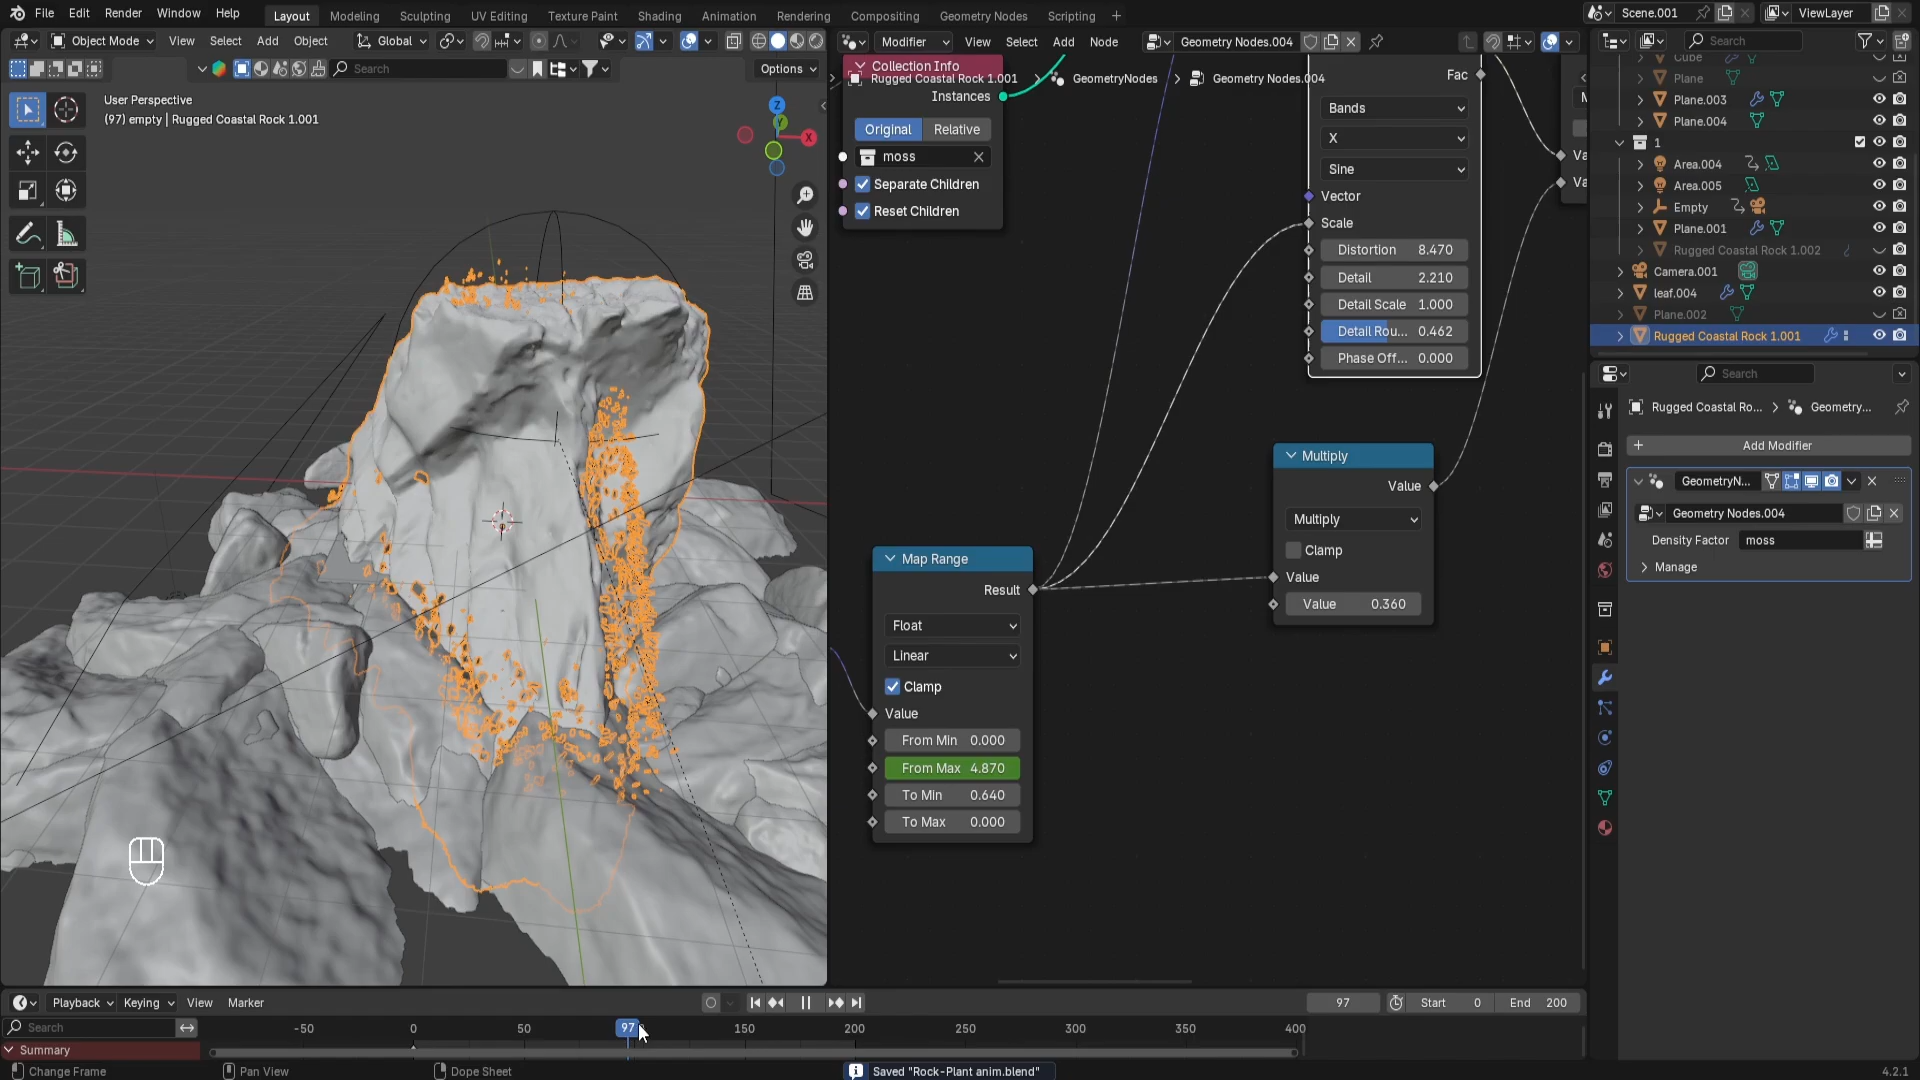 File Edit Render Window Help Layout Modeling Sculpting UV Editing Texture Paint Shading Animation Rendering Compositing Geometry Nodes Scripting Scene.001 ViewLayer
Object Mode View Select Add Object Global Modifier View Select Add Node Geometry Nodes.004 Search
Search Options
User Perspective
(97) empty | Rugged Coastal Rock 1.001
Z
Y
X
Collection Info
Rugged Coastal Rock 1.001 > GeometryNodes > Geometry Nodes.004
Instances
Original Relative
moss
Separate Children
Reset Children
Fac
Bands
X
Sine
Vector
Scale
Distortion 8.470
Detail 2.210
Detail Scale 1.000
Detail Rou... 0.462
Phase Off... 0.000
M
Va
Va
Multiply
Value
Multiply
Clamp
Value
Value 0.360
Map Range
Result
Float
Linear
Clamp
Value
From Min 0.000
From Max 4.870
To Min 0.640
To Max 0.000
Cube
Plane
Plane.003
Plane.004
1
Area.004
Area.005
Empty
Plane.001
Rugged Coastal Rock 1.002
Camera.001
leaf.004
Plane.002
Rugged Coastal Rock 1.001
Search
Rugged Coastal Ro... > Geometry...
+ Add Modifier
GeometryN...
Geometry Nodes.004
Density Factor moss
Manage
Playback Keying View Marker 97 Start 0 End 200
Search -50 0 50 97 150 200 250 300 350 400
Summary
Change Frame Pan View Dope Sheet Saved "Rock-Plant anim.blend" 4.2.1